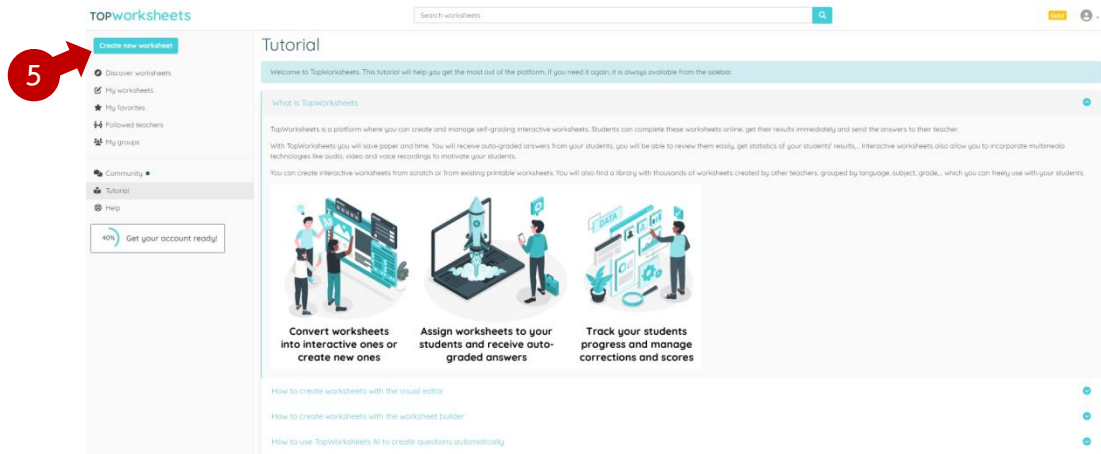 TOPworksheets
Search worksheets
Gold
5
Create new worksheet
Discover worksheets
My worksheets
My favorites
Followed teachers
My groups
Community
Tutorial
Help
40%
Get your account ready!
Tutorial
Welcome to TopWorksheets. This tutorial will help you get the most out of the platform. If you need it again, it is always available from the sidebar.
What is TopWorksheets
TopWorksheets is a platform where you can create and manage self-grading interactive worksheets. Students can complete these worksheets online, get their results immediately and send the answers to their teacher.
With TopWorksheets you will save paper and time. You will receive auto-graded answers from your students, you will be able to review them easily, get statistics of your students' results,... Interactive worksheets also allow you to incorporate multimedia
technologies like audio, video and voice recordings to motivate your students.
You can create interactive worksheets from scratch or from existing printable worksheets. You will also find a library with thousands of worksheets created by other teachers, grouped by language, subject, grade,... which you can freely use with your students.
DATA
Convert worksheets
into interactive ones or
create new ones
Assign worksheets to your
students and receive auto-
graded answers
Track your students
progress and manage
corrections and scores
How to create worksheets with the visual editor
How to create worksheets with the worksheet builder
How to use TopWorksheets AI to create questions automatically